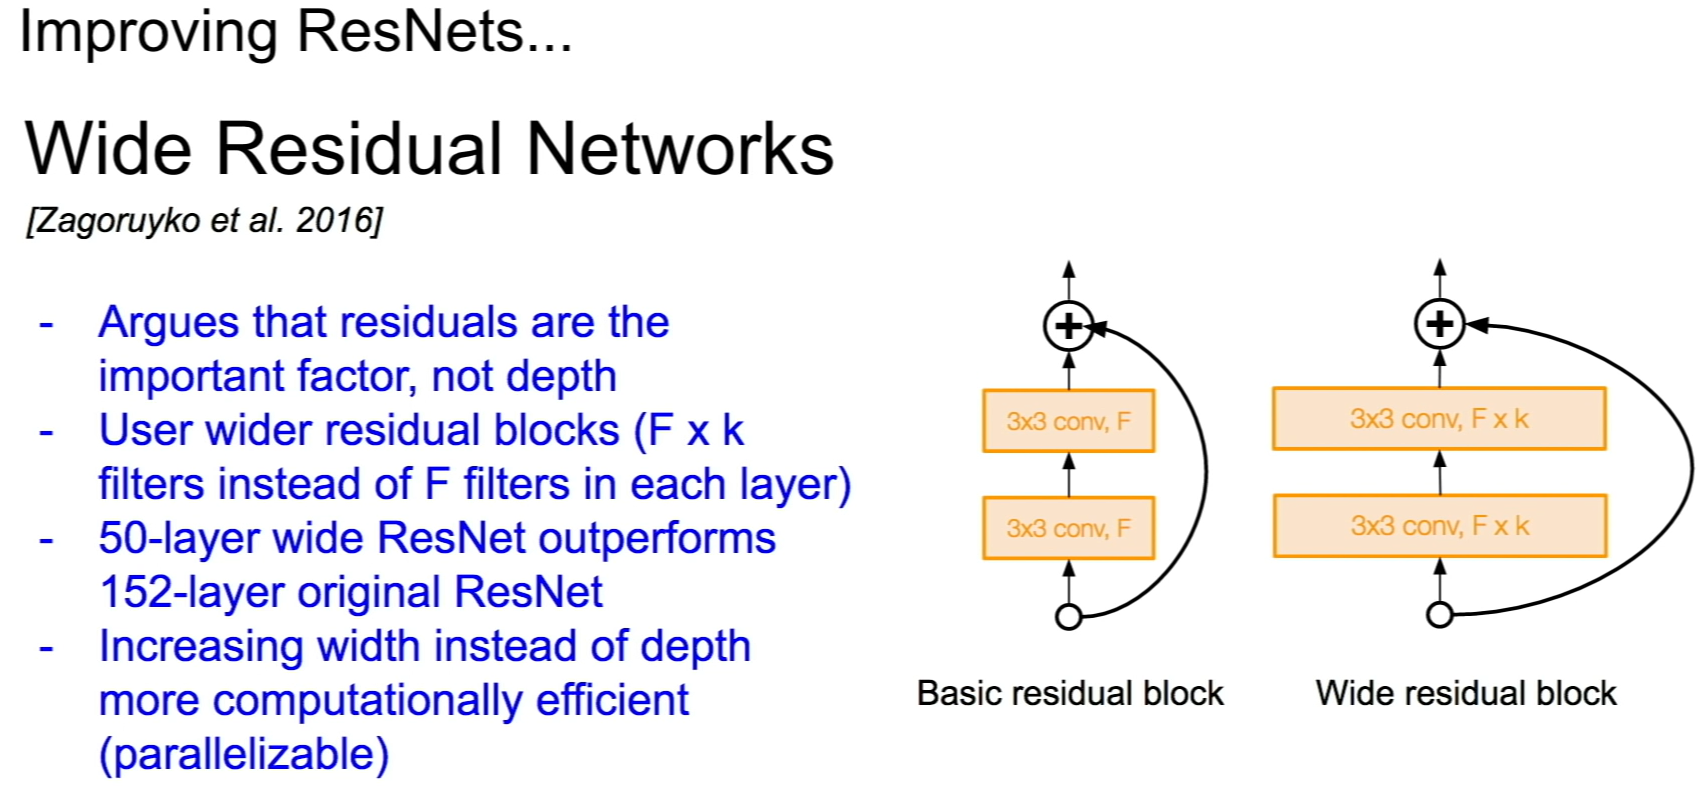 Improving ResNets...
Wide Residual Networks
[Zagoruyko et al. 2016]
- Argues that residuals are the
important factor, not depth
- User wider residual blocks (F x k
filters instead of F filters in each layer)
- 50-layer wide ResNet outperforms
152-layer original ResNet
- Increasing width instead of depth
more computationally efficient
(parallelizable)
+
3x3 conv, F
3x3 conv, F
Basic residual block
+
3x3 conv, F x k
3x3 conv, F x k
Wide residual block